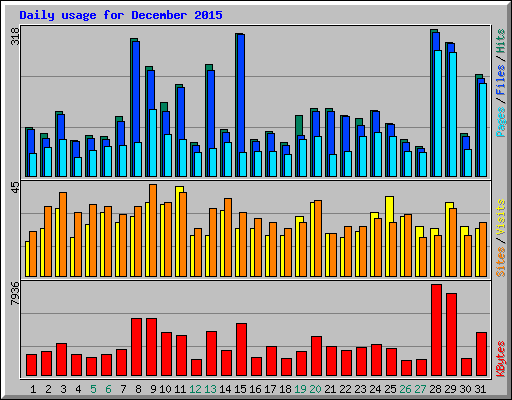 Daily usage for December 2015
318
Pages / Files / Hits
45
Sites / Visits
7936
KBytes
1 2 3 4 5 6 7 8 9 10 11 12 13 14 15 16 17 18 19 20 21 22 23 24 25 26 27 28 29 30 31